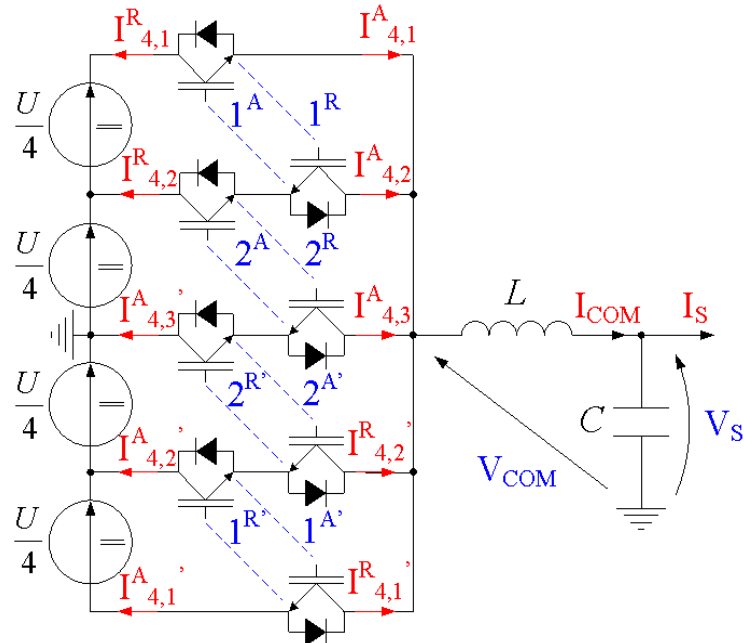 I^R_4,1 I^A_4,1
U/4 1^A 1^R
I^R_4,2 I^A_4,2
U/4 2^A 2^R
I^A_4,3' I^A_4,3 L I_COM I_S
U/4 2^R' 2^A' C V_S
I^A_4,2' I^R_4,2' V_COM
U/4 1^R' 1^A'
I^A_4,1' I^R_4,1'